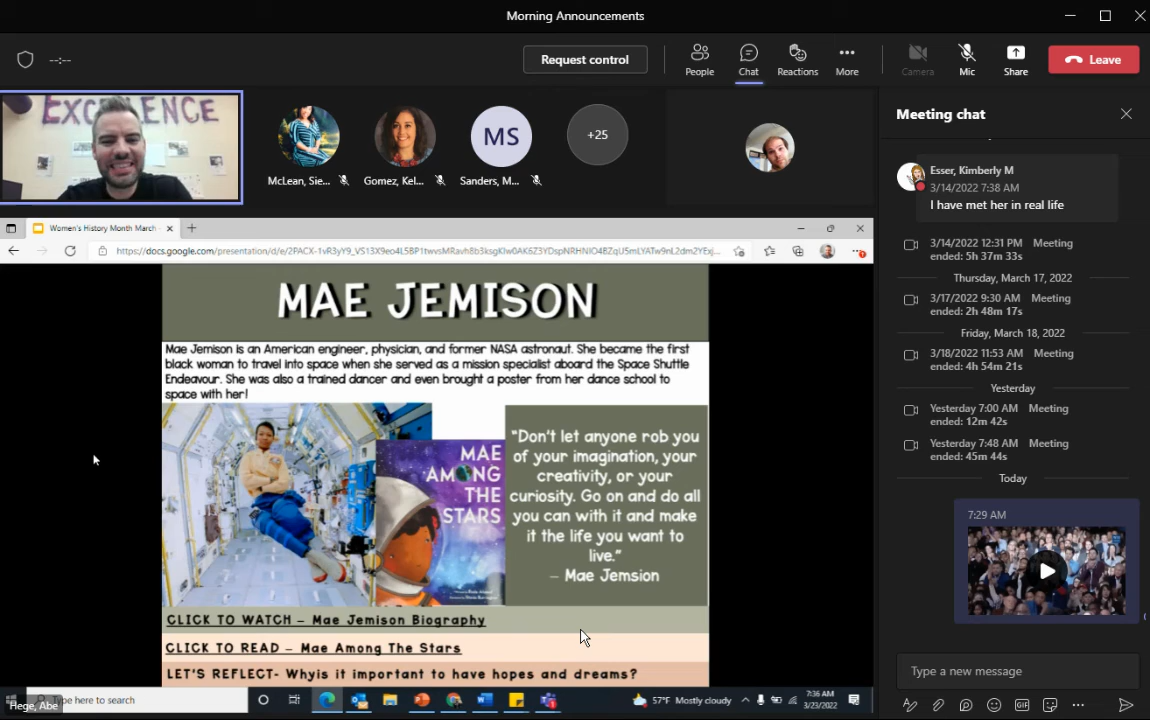 Morning Announcements
--:--
Request control
People
Chat
Reactions
More
Camera
Mic
Share
Leave
EXCELLENCE
McLean, Sie...
Gomez, Kel...
MS
Sanders, M...
+25
Meeting chat
Esser, Kimberly M
3/14/2022 7:38 AM
I have met her in real life
3/14/2022 12:31 PM Meeting
ended: 5h 37m 33s
Thursday, March 17, 2022
3/17/2022 9:30 AM Meeting
ended: 2h 48m 17s
Friday, March 18, 2022
3/18/2022 11:53 AM Meeting
ended: 4h 54m 21s
Yesterday
Yesterday 7:00 AM Meeting
ended: 12m 42s
Yesterday 7:48 AM Meeting
ended: 45m 44s
Today
7:29 AM
Type a new message
GIF
Women's History Month March
MAE JEMISON
Mae Jemison is an American engineer, physician, and former NASA astronaut. She became the first
black woman to travel into space when she served as a mission specialist aboard the Space Shuttle
Endeavour. She was also a trained dancer and even brought a poster from her dance school to
space with her!
MAE
AMONG
THE
STARS
"Don't let anyone rob you
of your imagination, your
creativity, or your
curiosity. Go on and do all
you can with it and make
it the life you want to
live."
– Mae Jemsion
CLICK TO WATCH – Mae Jemison Biography
CLICK TO READ – Mae Among The Stars
LET'S REFLECT- Whyis it important to have hopes and dreams?
here to search
Hege, Abe
57°F Mostly cloudy
7:36 AM
3/23/2022